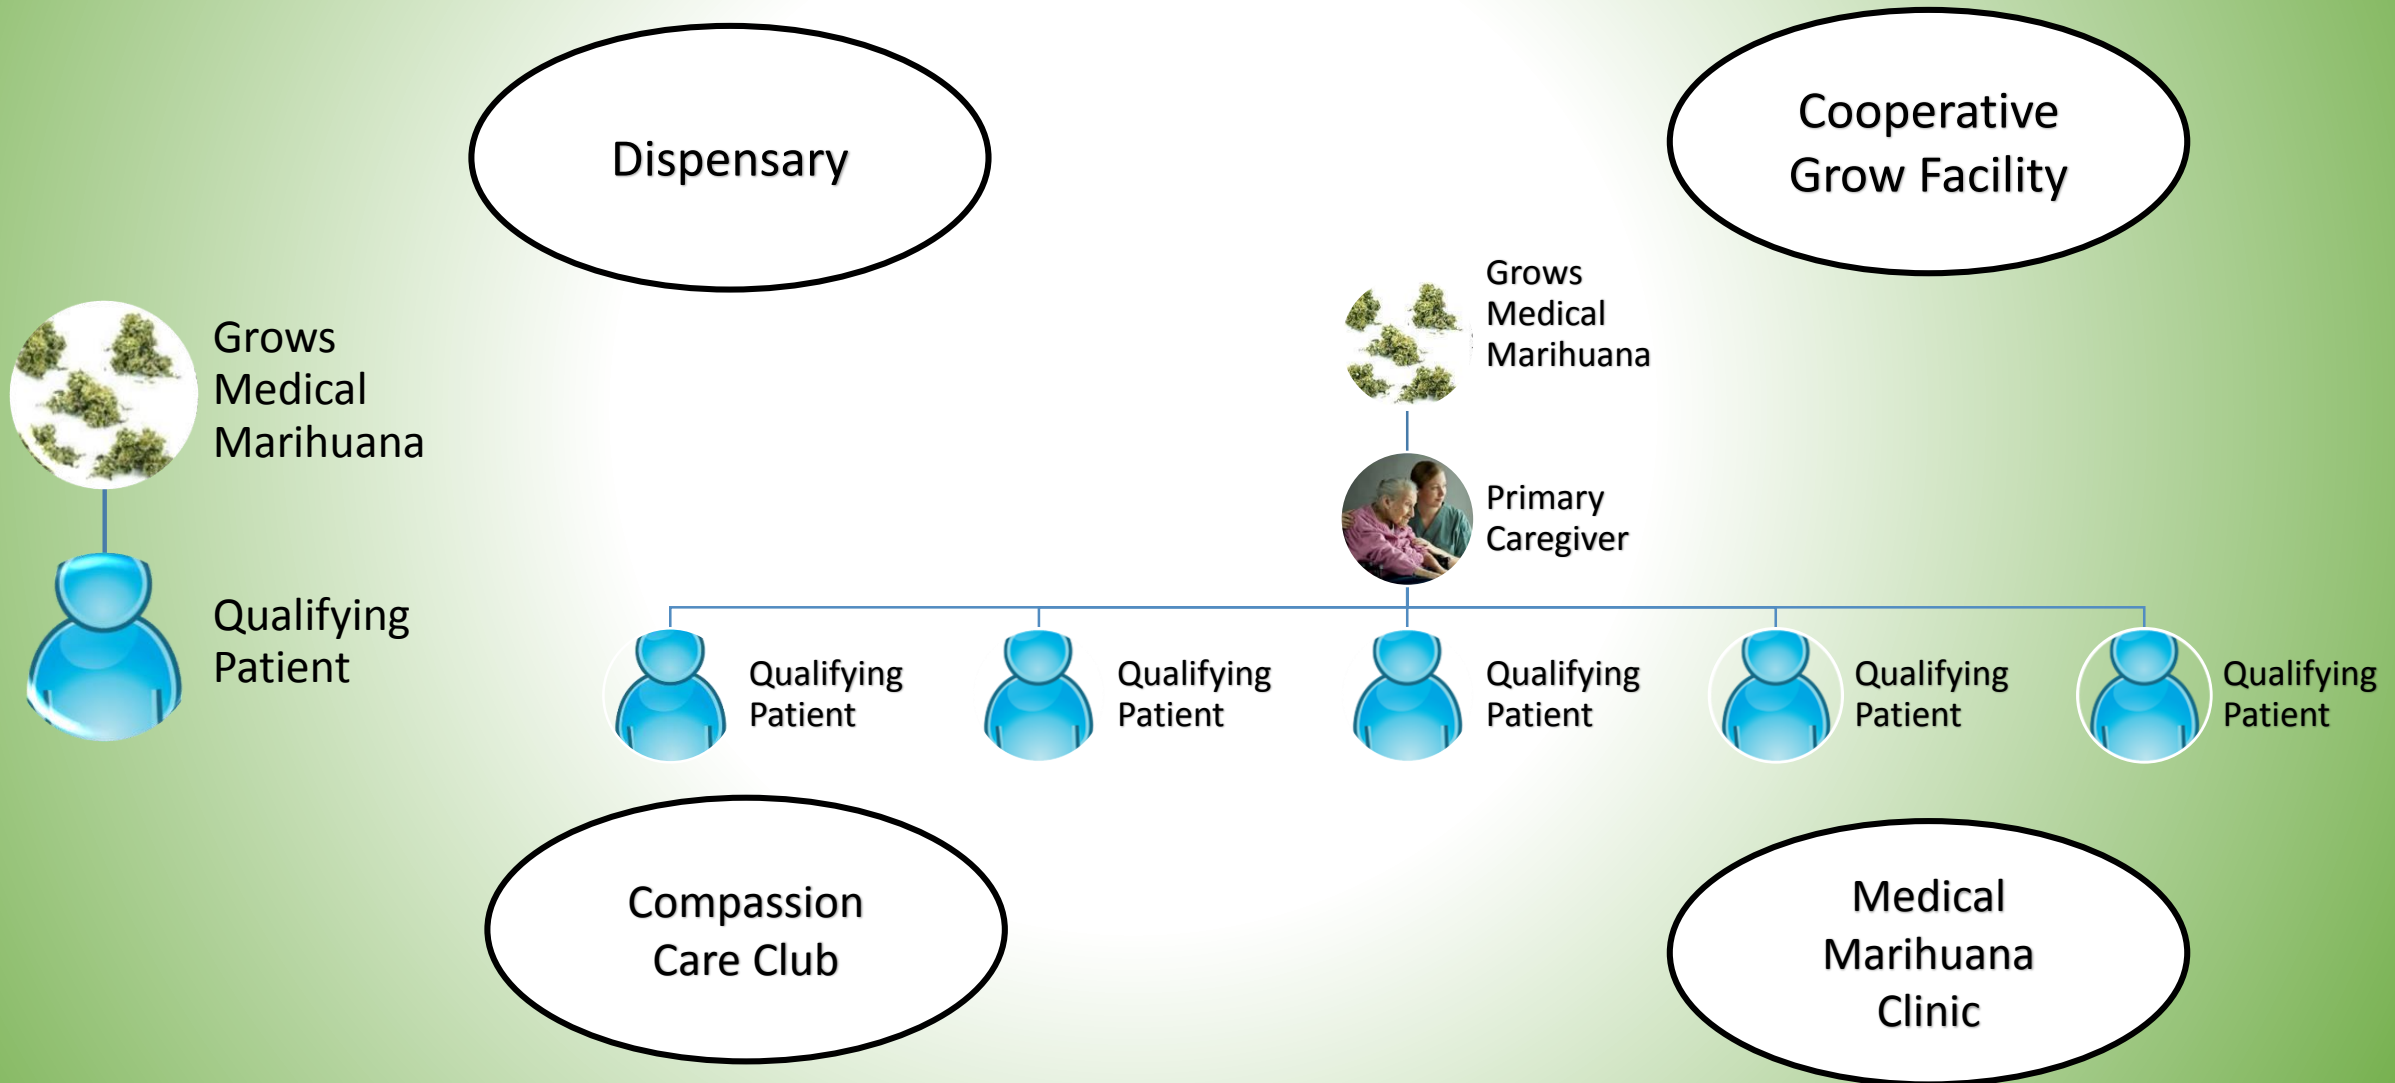 Dispensary
Cooperative
Grow Facility
Grows
Medical
Marihuana
Qualifying
Patient
Grows
Medical
Marihuana
Primary
Caregiver
Qualifying
Patient
Qualifying
Patient
Qualifying
Patient
Qualifying
Patient
Qualifying
Patient
Compassion
Care Club
Medical
Marihuana
Clinic